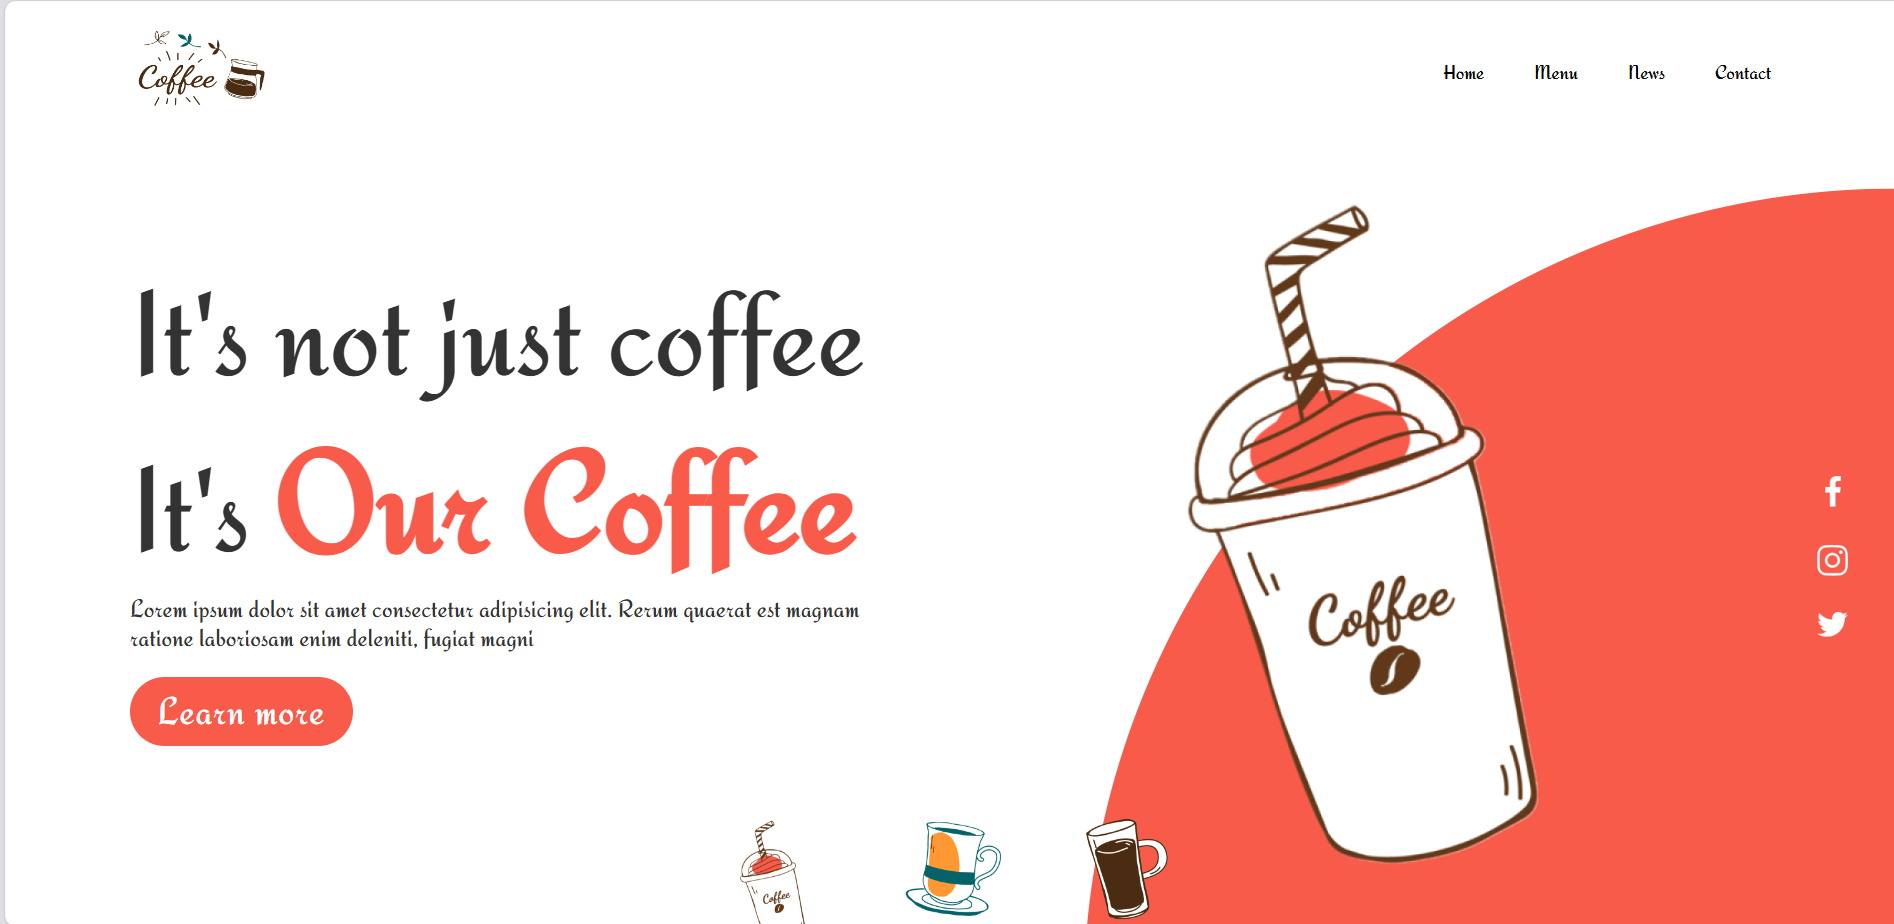 Coffee
Home
Menu
News
Contact
It's not just coffee
It's Our Coffee
Lorem ipsum dolor sit amet consectetur adipisicing elit. Rerum quaerat est magnam
ratione laboriosam enim deleniti, fugiat magni
Learn more
Coffee
Coffee